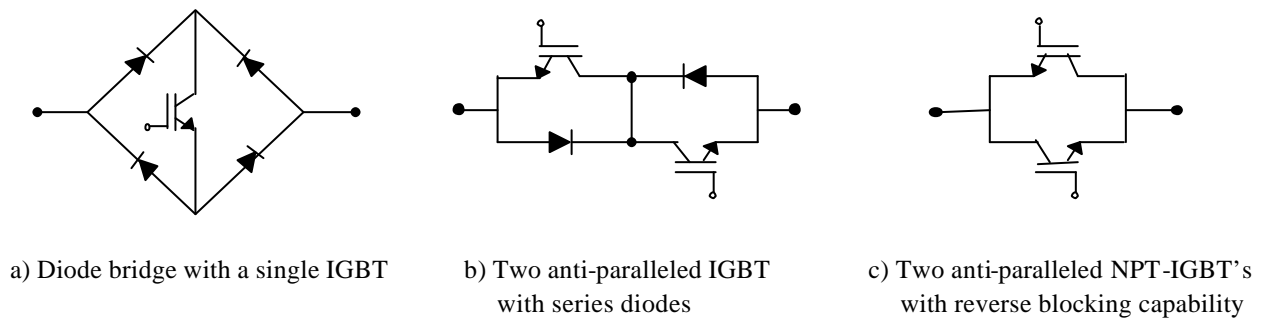 a) Diode bridge with a single IGBT
b) Two anti-paralleled IGBT
with series diodes
c) Two anti-paralleled NPT-IGBT's
with reverse blocking capability